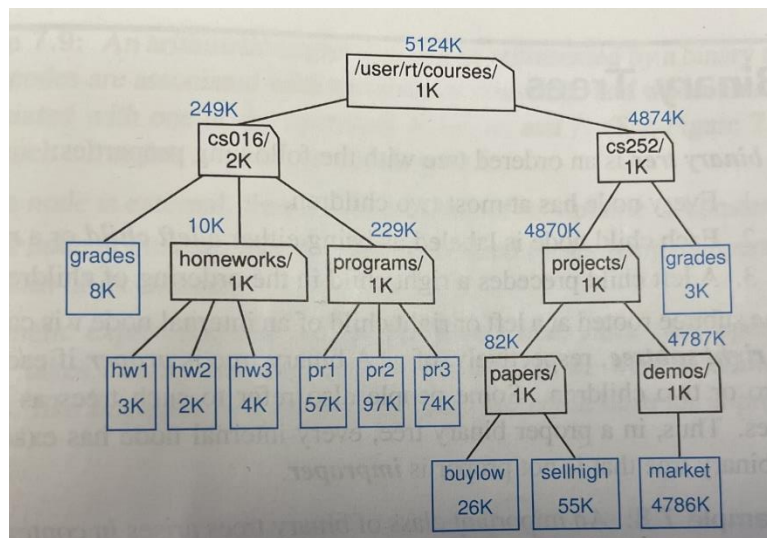 5124K
/user/rt/courses/
1K
249K
cs016/
2K
4874K
cs252/
1K
grades
8K
10K
homeworks/
1K
229K
programs/
1K
4870K
pojects/
1K
grades
3K
hw1
3K
hw2
2K
hw3
4K
pr1
57K
pr2
97K
pr3
74K
82K
papers/
1K
4787K
demos/
1K
buylow
26K
sellhigh
55K
market
4786K